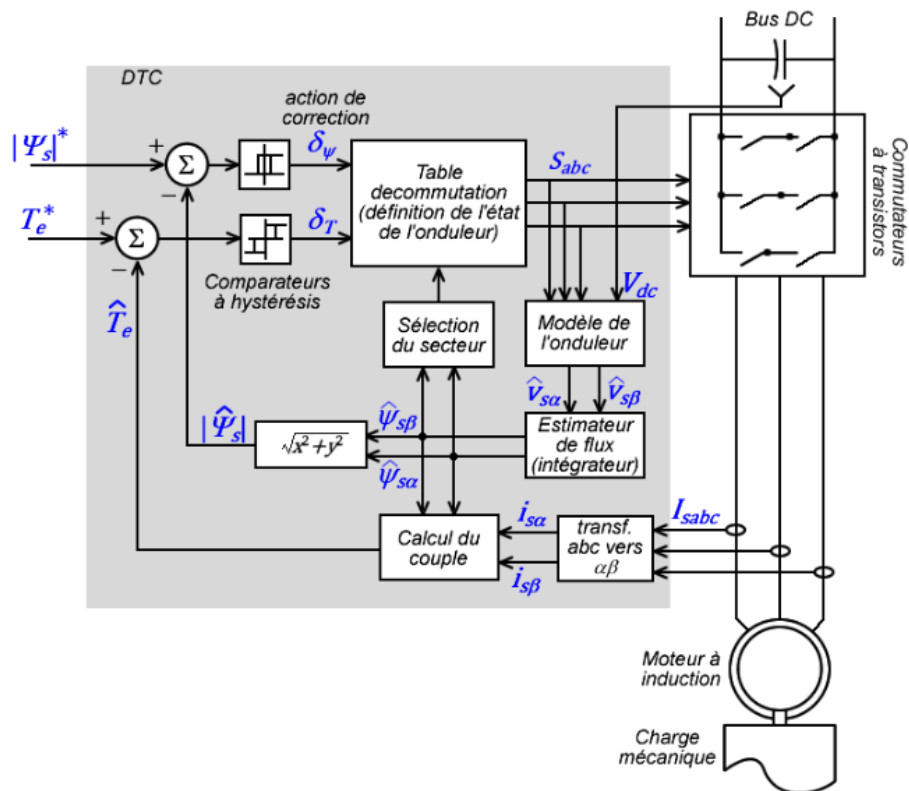 Bus DC
DTC
action de
correction
|Ψs|*
+
Σ
−
δψ
Table
decommutation
(définition de l'état
de l'onduleur)
Sabc
Commutateurs
à transistors
Te*
+
Σ
−
δT
Comparateurs
à hystérésis
T̂e
Vdc
Sélection
du secteur
Modèle de
l'onduleur
v̂sα
v̂sβ
|Ψ̂s|
√x²+y²
ψ̂sβ
ψ̂sα
Estimateur
de flux
(intégrateur)
Calcul du
couple
isα
isβ
transf.
abc vers
αβ
Isabc
Moteur à
induction
Charge
mécanique